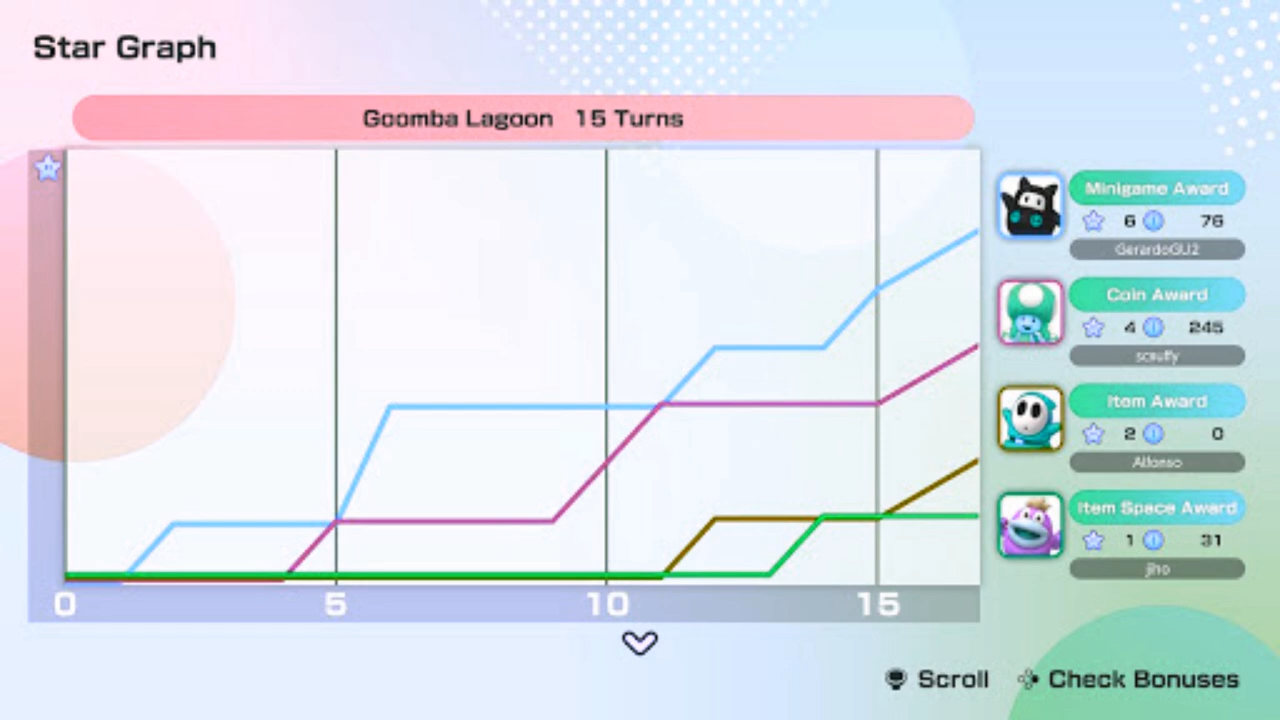 Star Graph
Goomba Lagoon 15 Turns
Minigame Award
6 76
GerardoGU2
Coin Award
4 245
scruffy
Item Award
2 0
Alfonso
Item Space Award
1 31
jiho
0 5 10 15
Scroll Check Bonuses